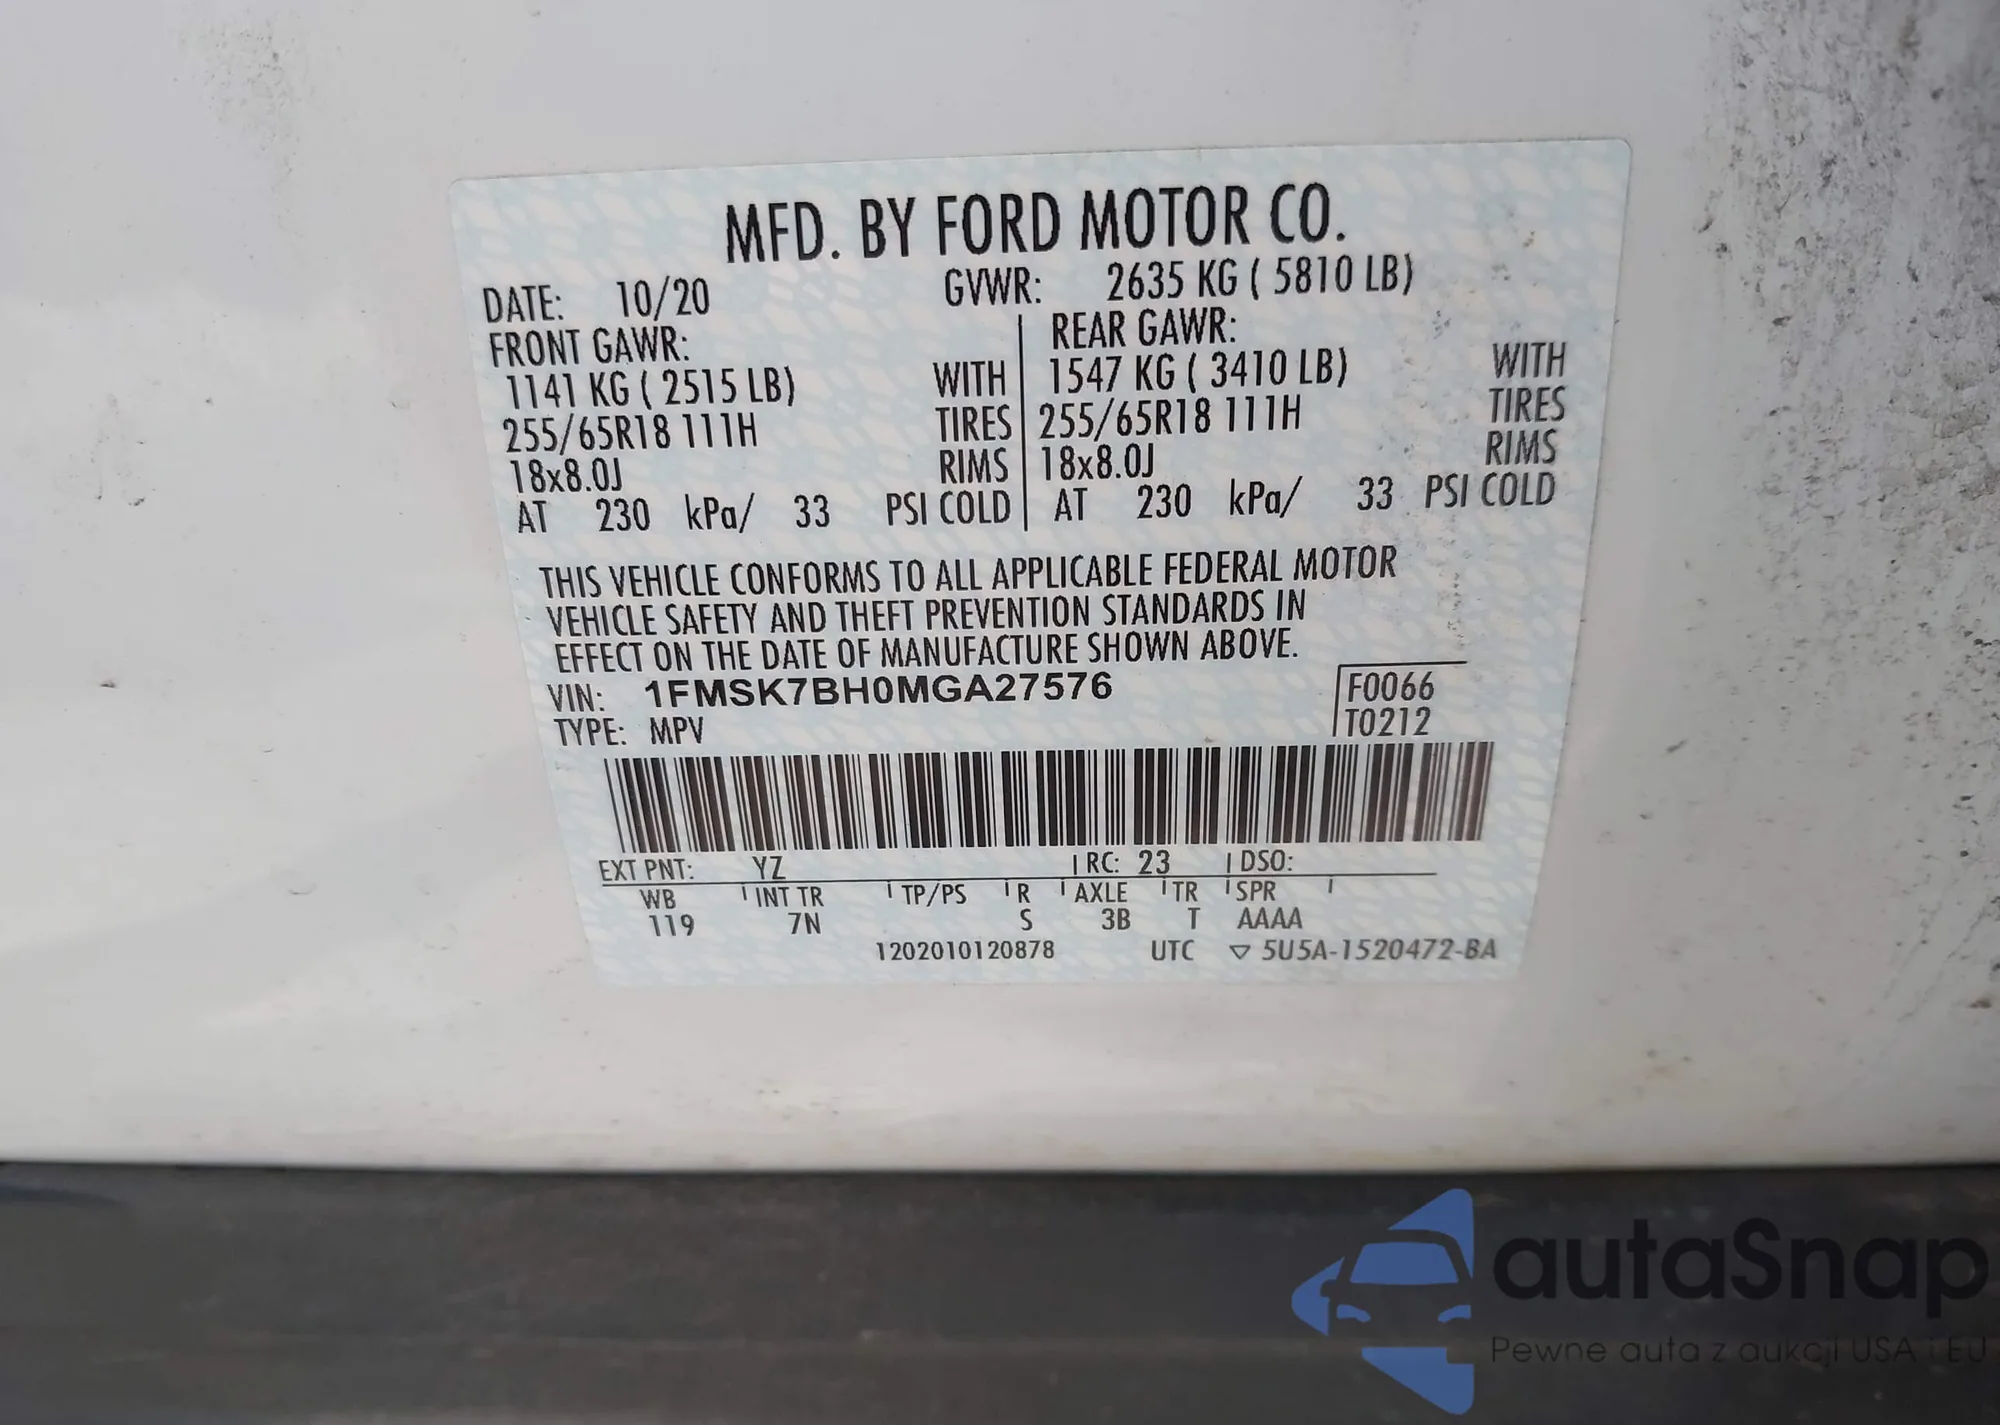 MFD. BY FORD MOTOR CO.
DATE: 10/20 GVWR: 2635 KG ( 5810 LB)
FRONT GAWR: REAR GAWR:
1141 KG ( 2515 LB) WITH 1547 KG ( 3410 LB) WITH
255/65R18 111H TIRES 255/65R18 111H TIRES
18x8.0J RIMS 18x8.0J RIMS
AT 230 kPa/ 33 PSI COLD AT 230 kPa/ 33 PSI COLD
THIS VEHICLE CONFORMS TO ALL APPLICABLE FEDERAL MOTOR
VEHICLE SAFETY AND THEFT PREVENTION STANDARDS IN
EFFECT ON THE DATE OF MANUFACTURE SHOWN ABOVE.
VIN: 1FMSK7BH0MGA27576 F0066
TYPE: MPV T0212
EXT PNT: YZ RC: 23 DSO:
WB INT TR TP/PS R AXLE TR SPR
119 7N S 3B T AAAA
1202010120878 UTC ▽ 5U5A-1520472-BA
autaSnap
Pewne auta z aukcji USA i EU